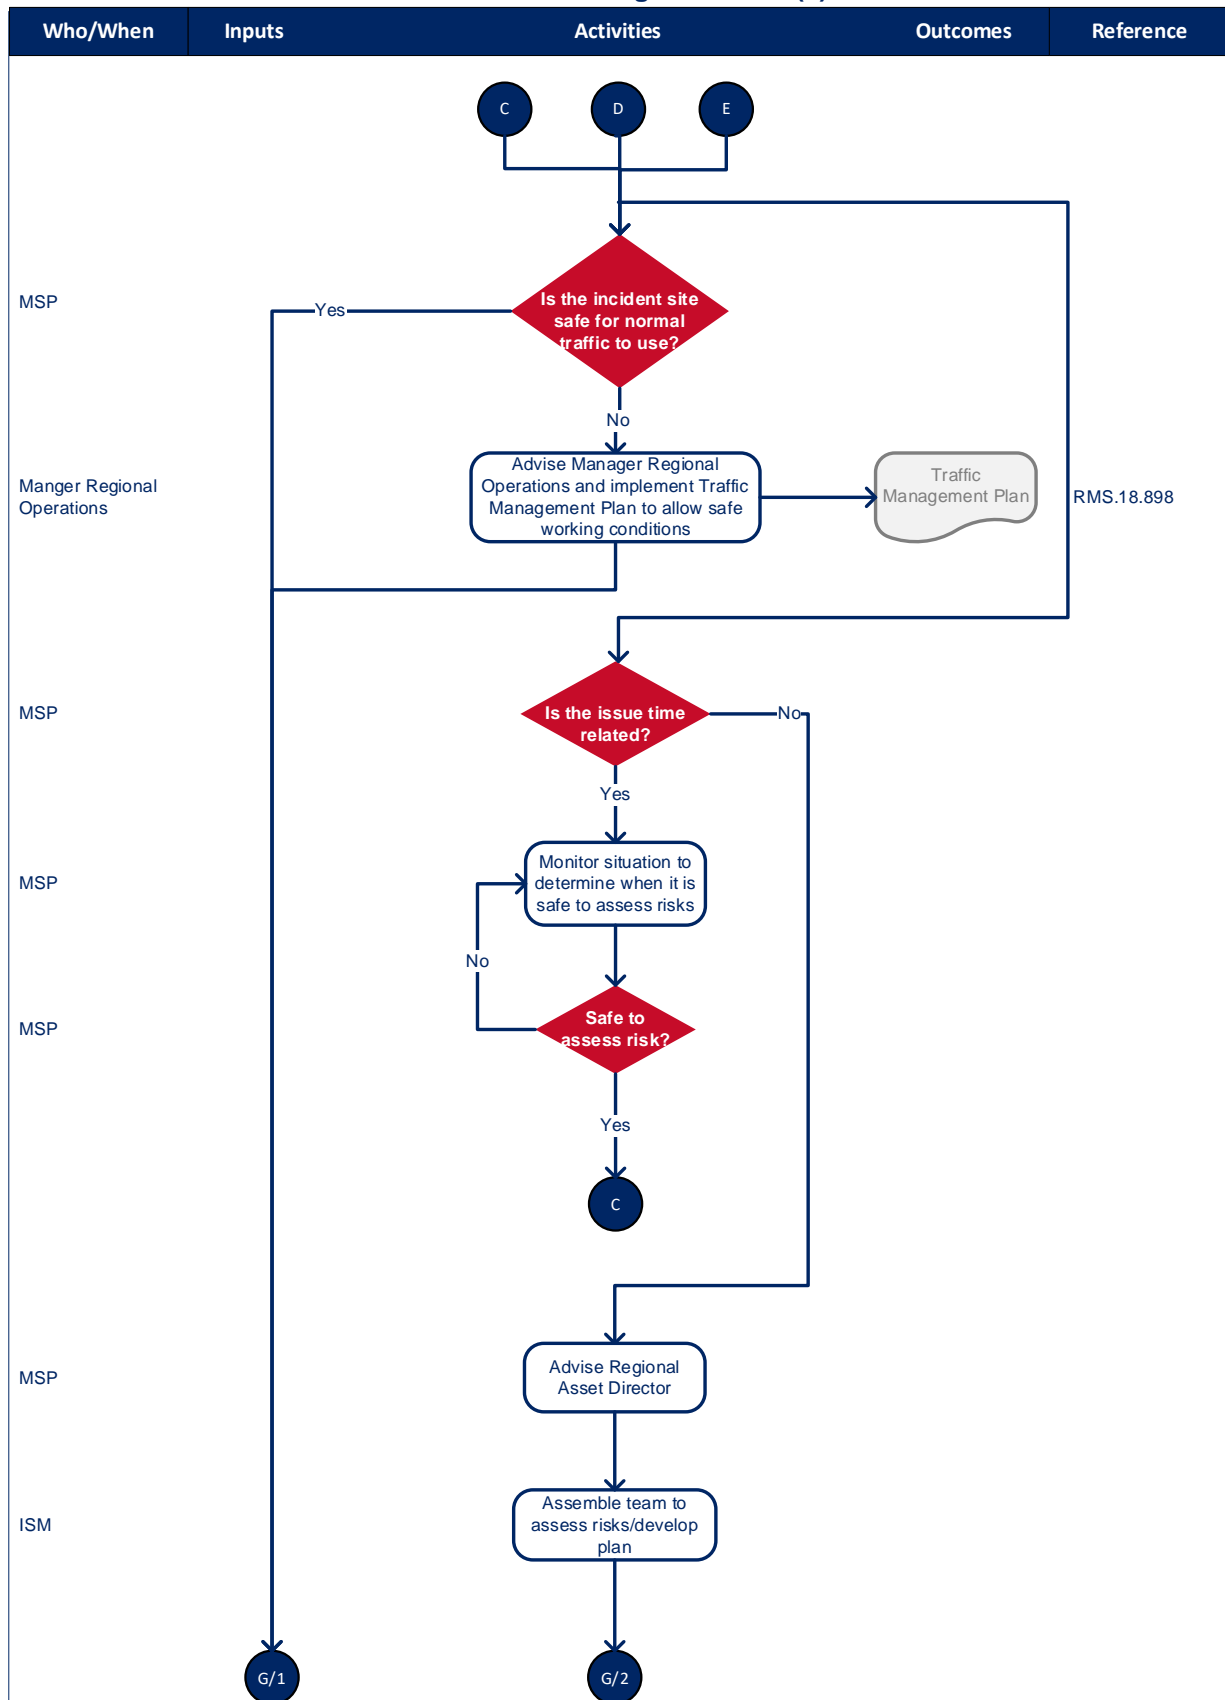 Who/When
Inputs
Activities
Outcomes
Reference
C
D
E
MSP
Yes
Is the incident site
safe for normal
traffic to use?
No
Manger Regional
Operations
Advise Manager Regional
Operations and implement Traffic
Management Plan to allow safe
working conditions
Traffic
Management Plan
RMS.18.898
MSP
Is the issue time
related?
No
Yes
MSP
Monitor situation to
determine when it is
safe to assess risks
No
MSP
Safe to
assess risk?
Yes
C
MSP
Advise Regional
Asset Director
ISM
Assemble team to
assess risks/develop
plan
G/1
G/2